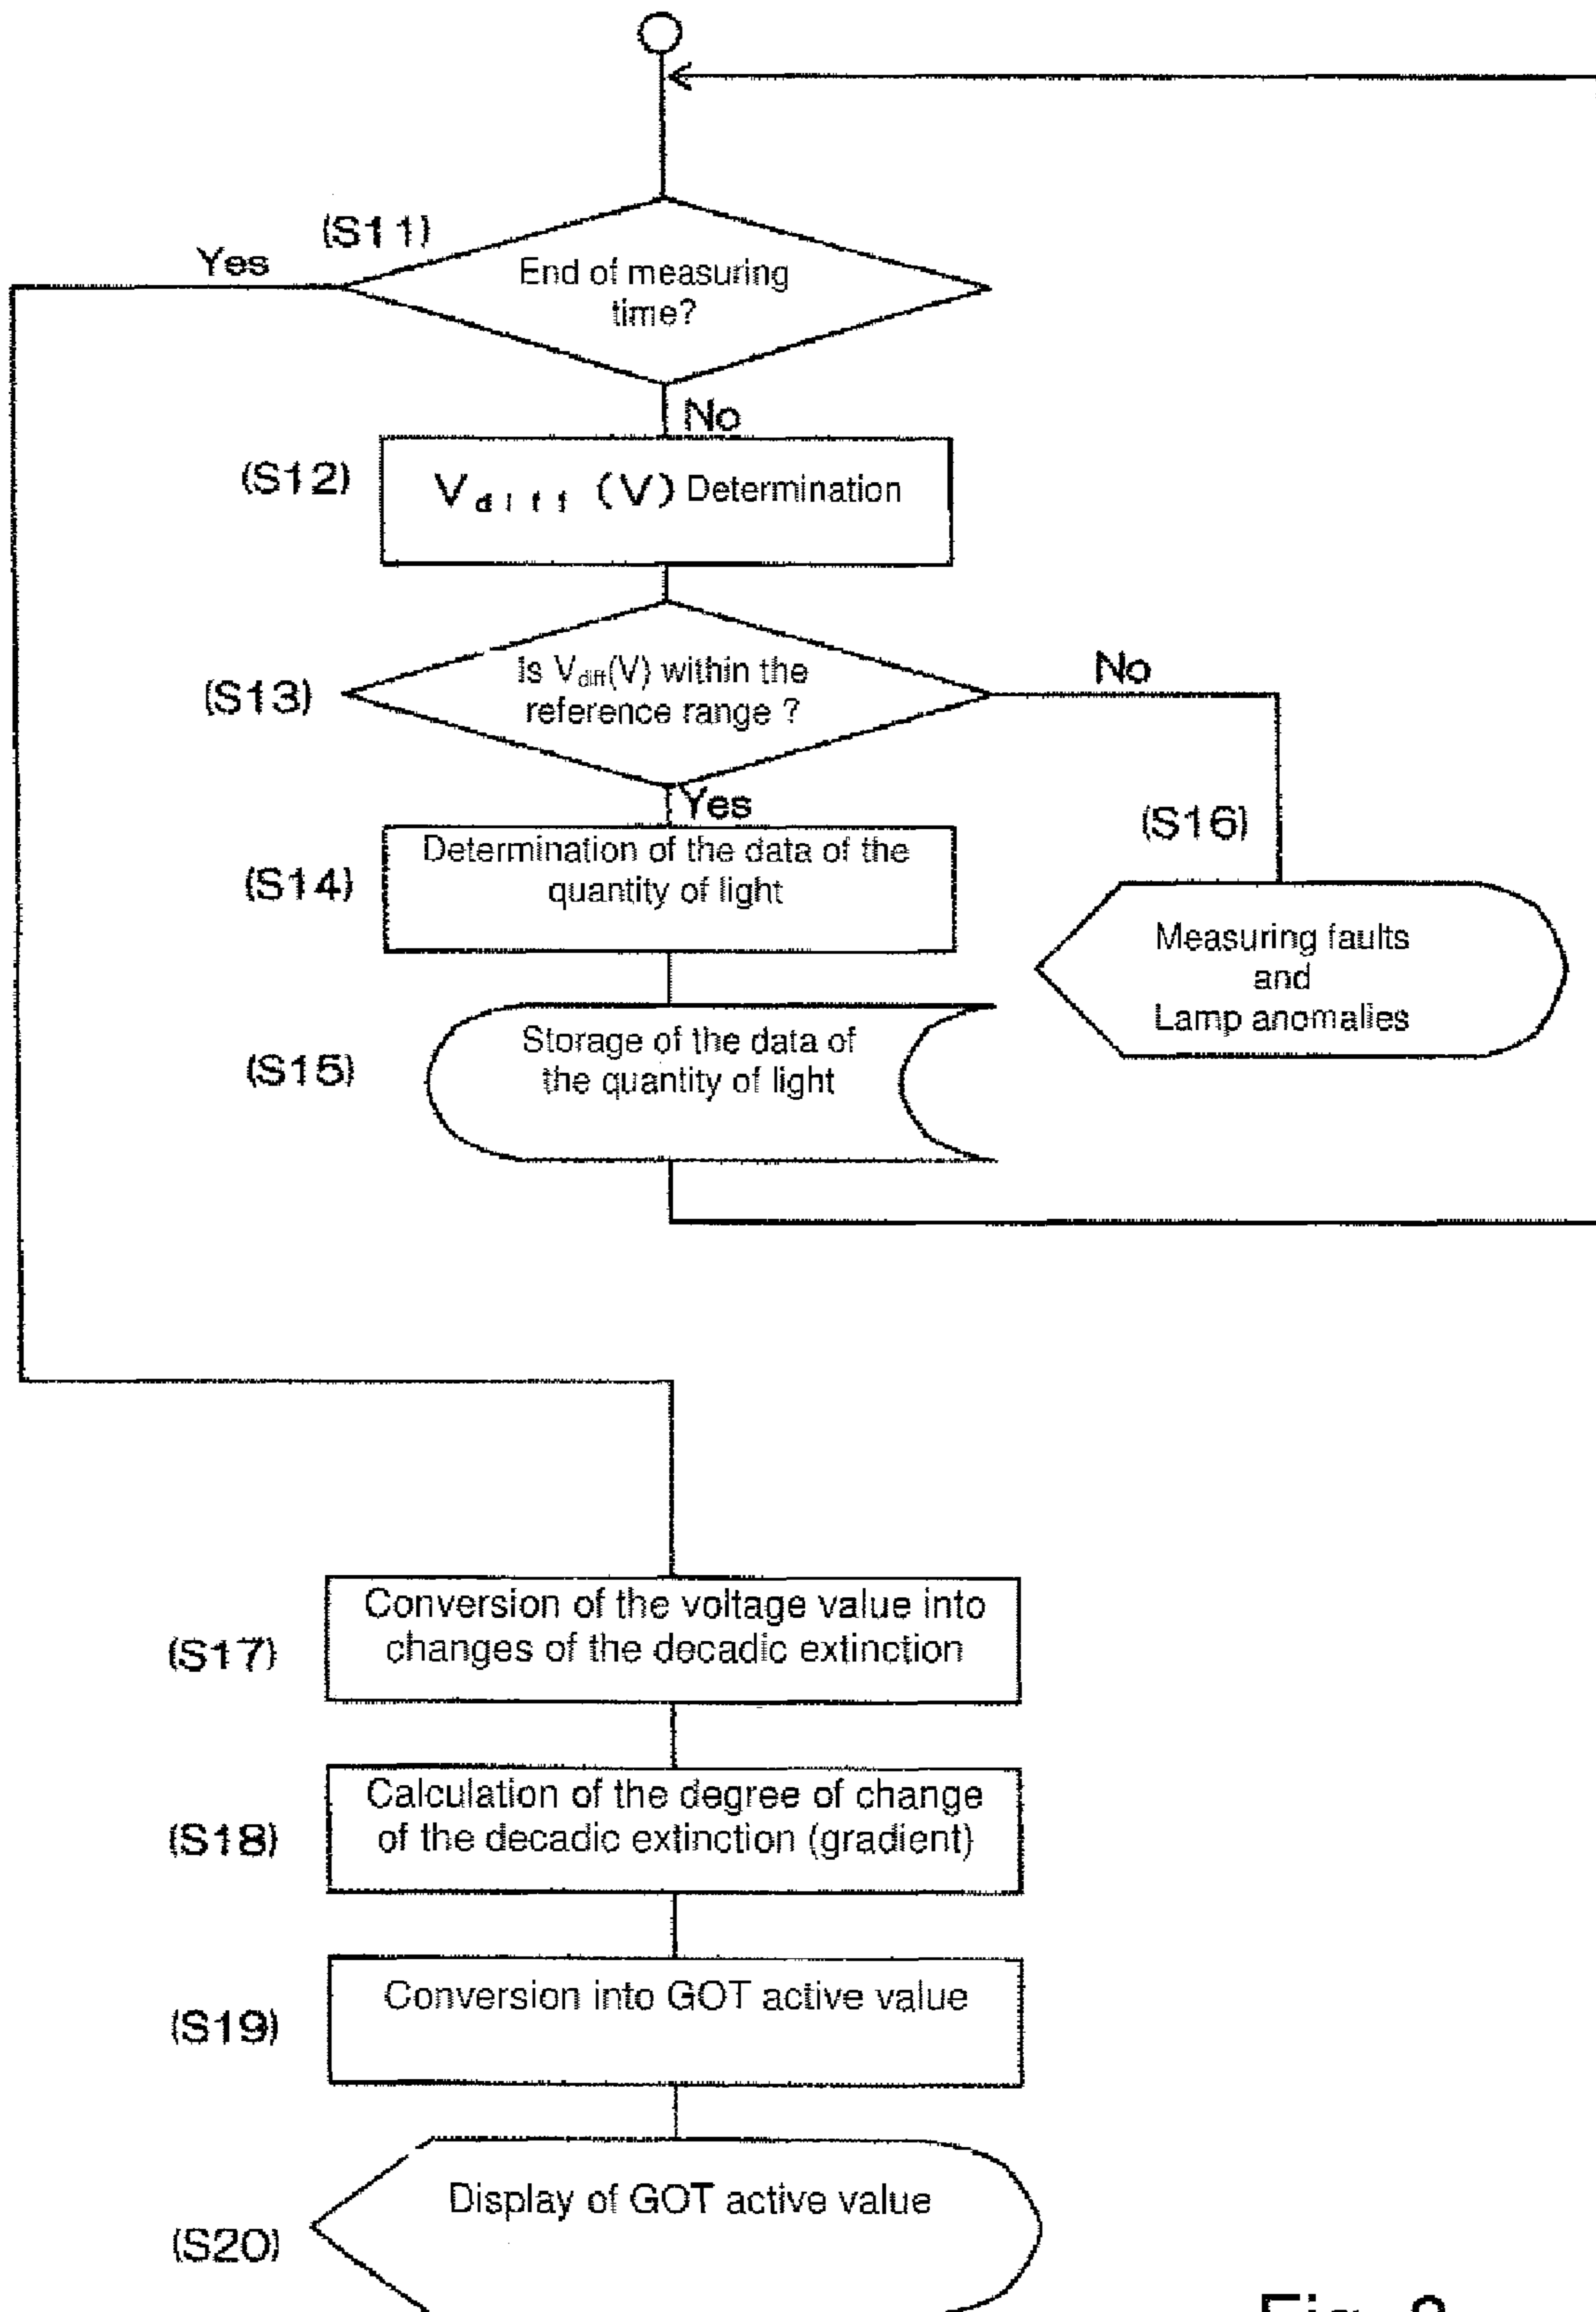 (S11)
Yes
End of measuring
time?
No
(S12)
Vdiff (V) Determination
Is Vdiff(V) within the
reference range ?
No
(S13)
Yes
(S16)
Determination of the data of the
quantity of light
(S14)
Measuring faults
and
Lamp anomalies
Storage of the data of
the quantity of light
(S15)
Conversion of the voltage value into
changes of the decadic extinction
(S17)
Calculation of the degree of change
of the decadic extinction (gradient)
(S18)
Conversion into GOT active value
(S19)
Display of GOT active value
(S20)